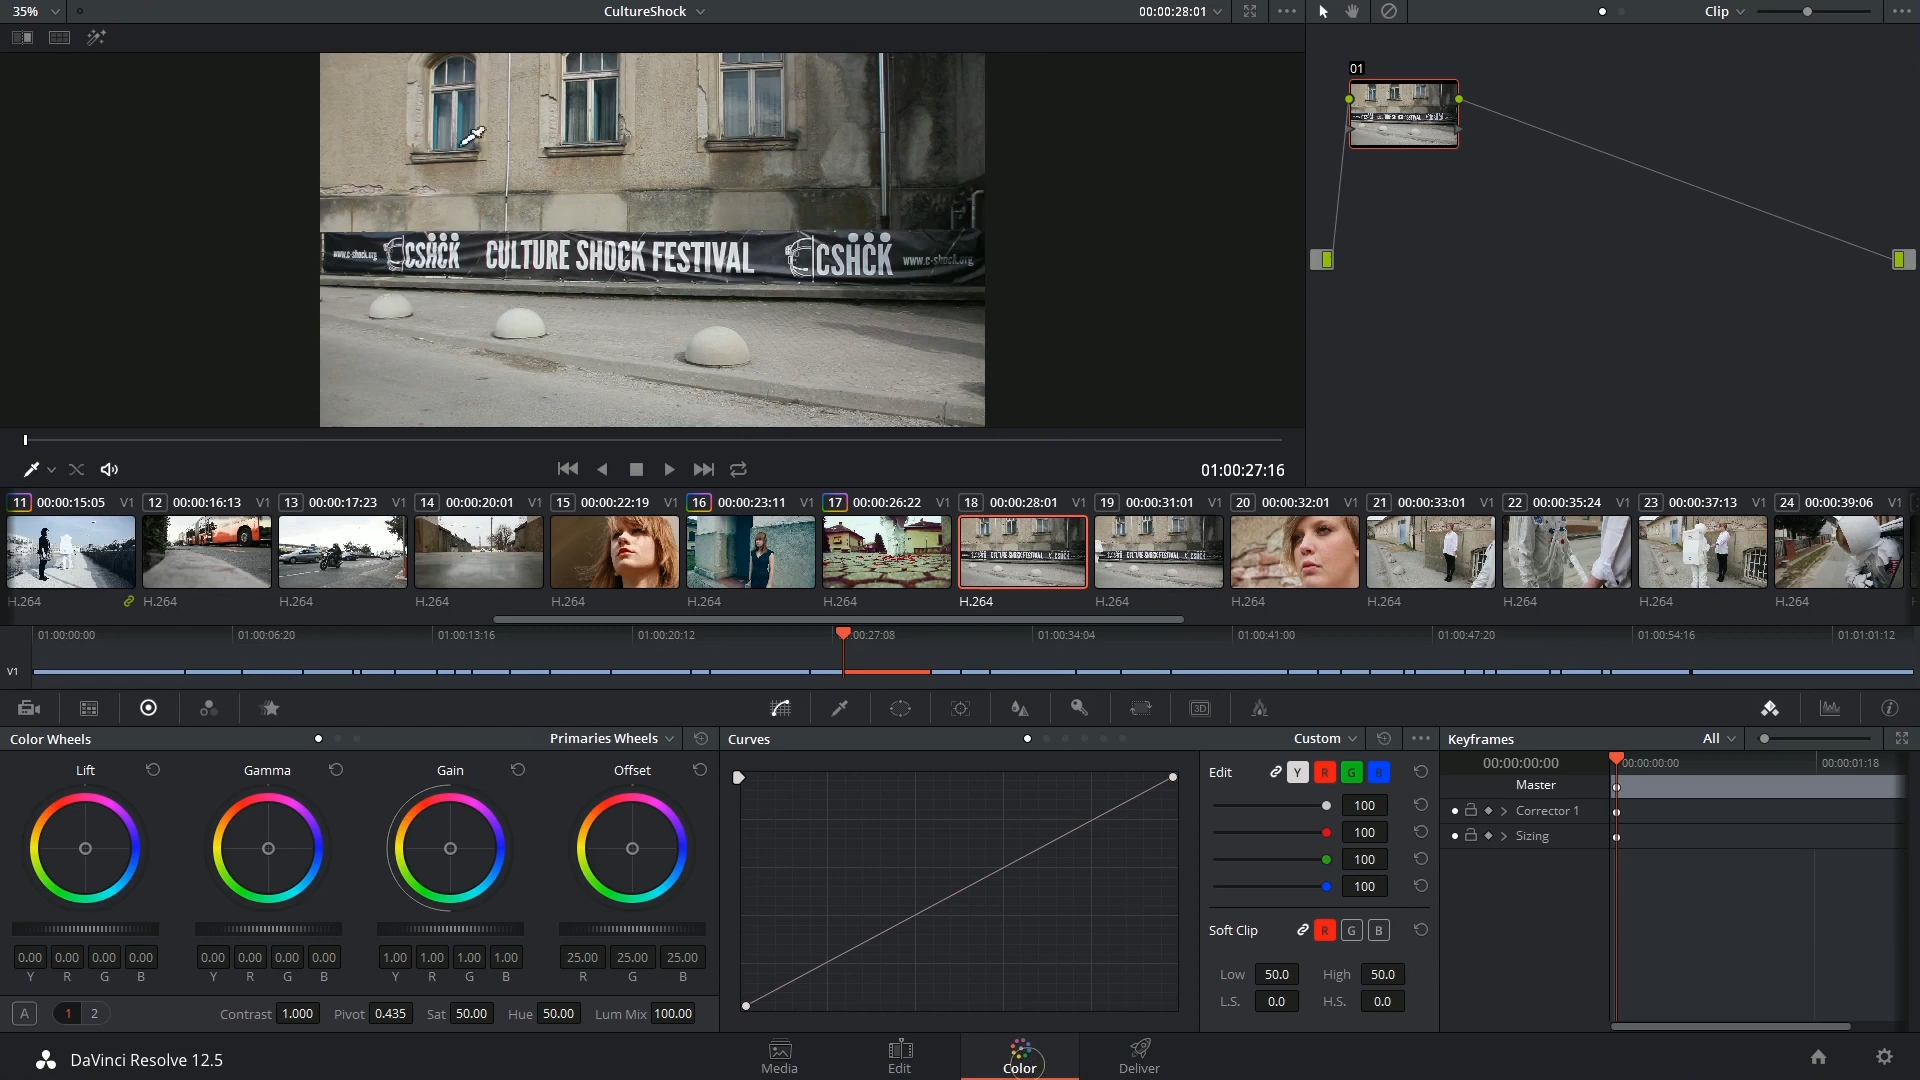 35%
CultureShock
00:00:28:01
Clip
01
www.c-shock.org
CSHCK
CULTURE SHOCK FESTIVAL
CSHCK
www.c-shock.org
01:00:27:16
11 00:00:15:05 V1
12 00:00:16:13 V1
13 00:00:17:23 V1
14 00:00:20:01 V1
15 00:00:22:19 V1
16 00:00:23:11 V1
17 00:00:26:22 V1
18 00:00:28:01 V1
19 00:00:31:01 V1
20 00:00:32:01 V1
21 00:00:33:01 V1
22 00:00:35:24 V1
23 00:00:37:13 V1
24 00:00:39:06 V1
H.264 H.264 H.264 H.264 H.264 H.264 H.264 H.264 H.264 H.264 H.264 H.264 H.264 H.264
01:00:00:00 01:00:06:20 01:00:13:16 01:00:20:12 00:27:08 01:00:34:04 01:00:41:00 01:00:47:20 01:00:54:16 01:01:01:12
V1
3D
Color Wheels
Primaries Wheels
Lift Gamma Gain Offset
0.00 0.00 0.00 0.00 0.00 0.00 0.00 0.00 1.00 1.00 1.00 1.00 25.00 25.00 25.00
Y R G B Y R G B Y R G B R G B
A 1 2 Contrast 1.000 Pivot 0.435 Sat 50.00 Hue 50.00 Lum Mix 100.00
Curves
Custom
Edit Y R G B
100
100
100
100
Soft Clip R G B
Low 50.0 High 50.0
L.S. 0.0 H.S. 0.0
Keyframes
All
00:00:00:00 00:00:00:00 00:00:01:18
Master
Corrector 1
Sizing
DaVinci Resolve 12.5
Media
Edit
Color
Deliver